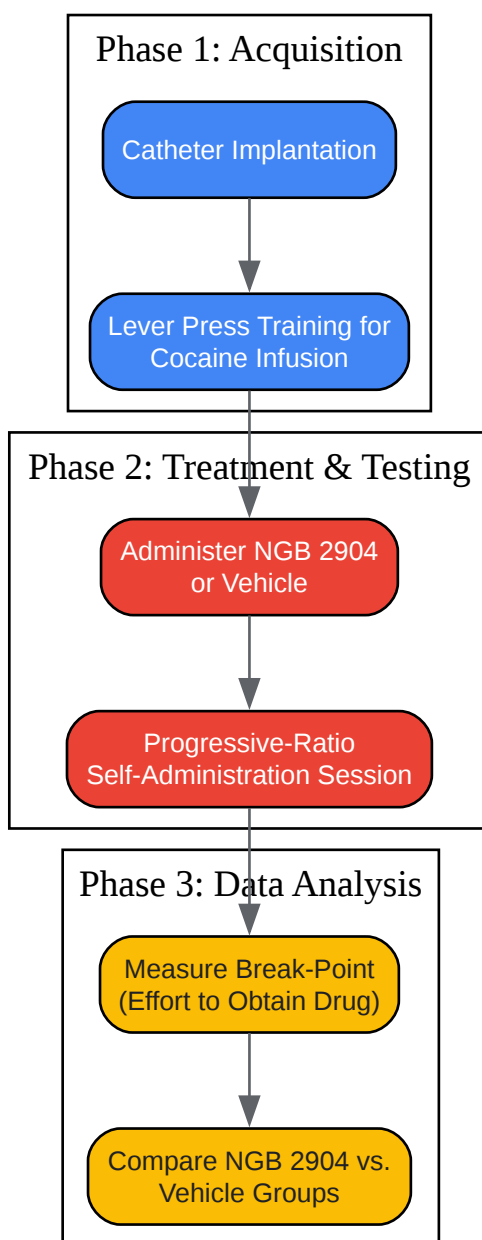 Phase 1: Acquisition
Catheter Implantation
Lever Press Training for
Cocaine Infusion
Phase 2: Treatment & Testing
Administer NGB 2904
or Vehicle
Progressive-Ratio
Self-Administration Session
Phase 3: Data Analysis
Measure Break-Point
(Effort to Obtain Drug)
Compare NGB 2904 vs.
Vehicle Groups